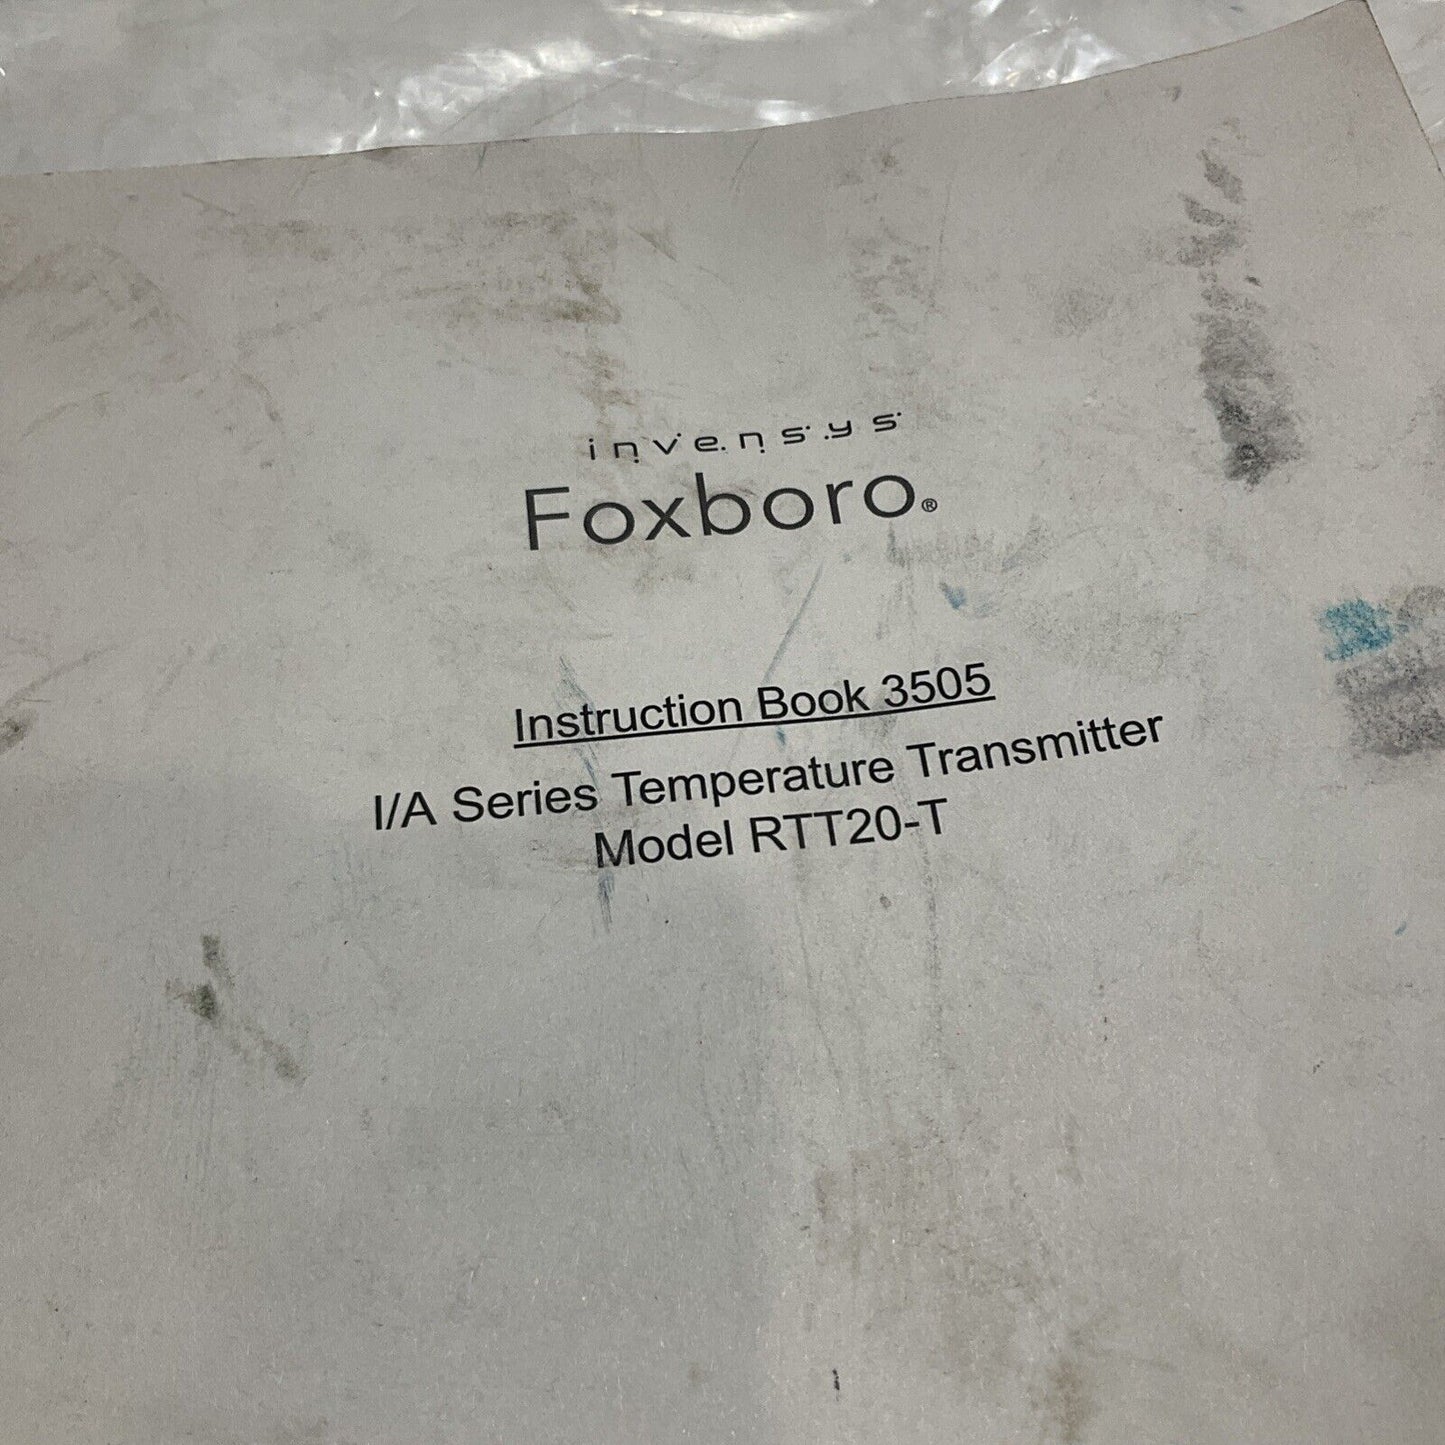 invensys
Foxboro®
Instruction Book 3505
I/A Series Temperature Transmitter
Model RTT20-T